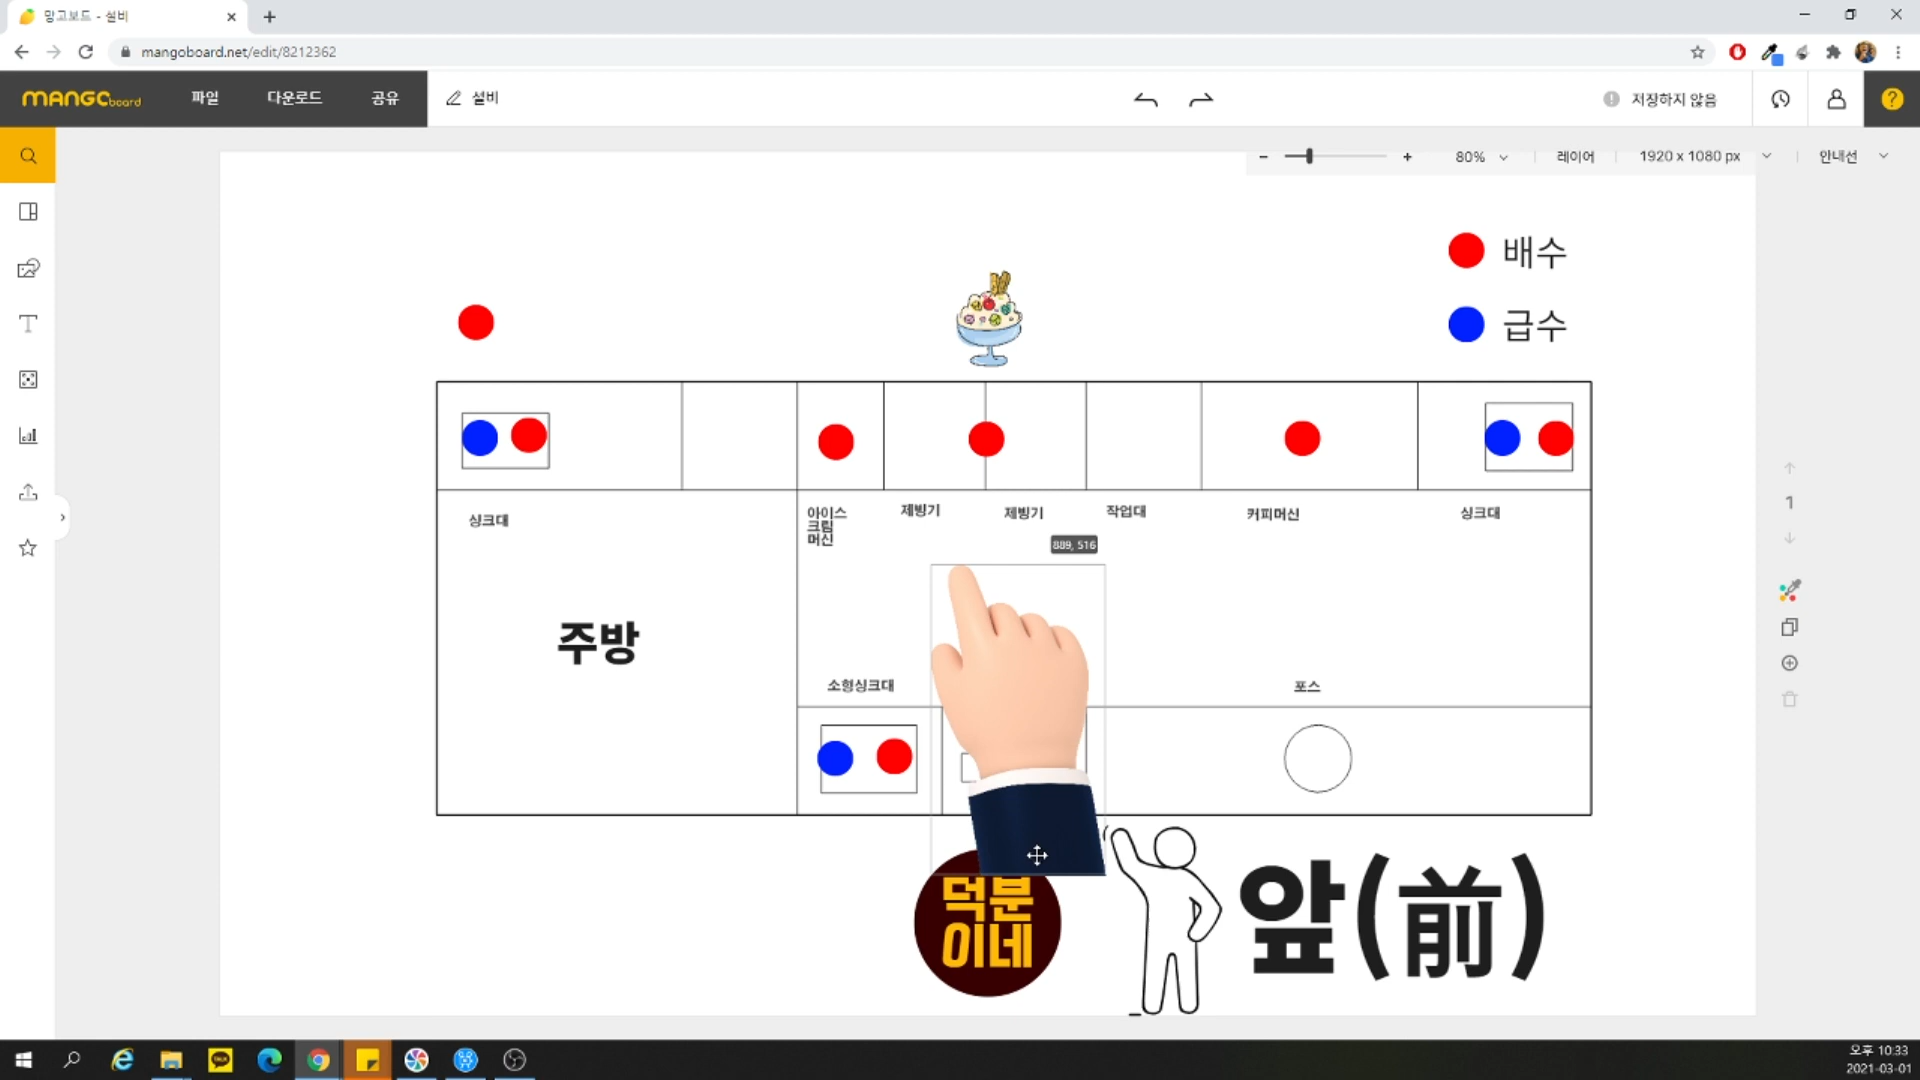 망고보드 - 설비
mangoboard.net/edit/8212362
MANGOboard
파일
다운로드
공유
설비
저장하지 않음
?
80%
레이어
1920 x 1080 px
안내선
배수
급수
싱크대
아이스
크림
머신
제빙기
제빙기
작업대
커피머신
싱크대
889, 516
주방
소형싱크대
포스
1
덕분
이네
앞(前)
TALK
오후 10:33
2021-03-01